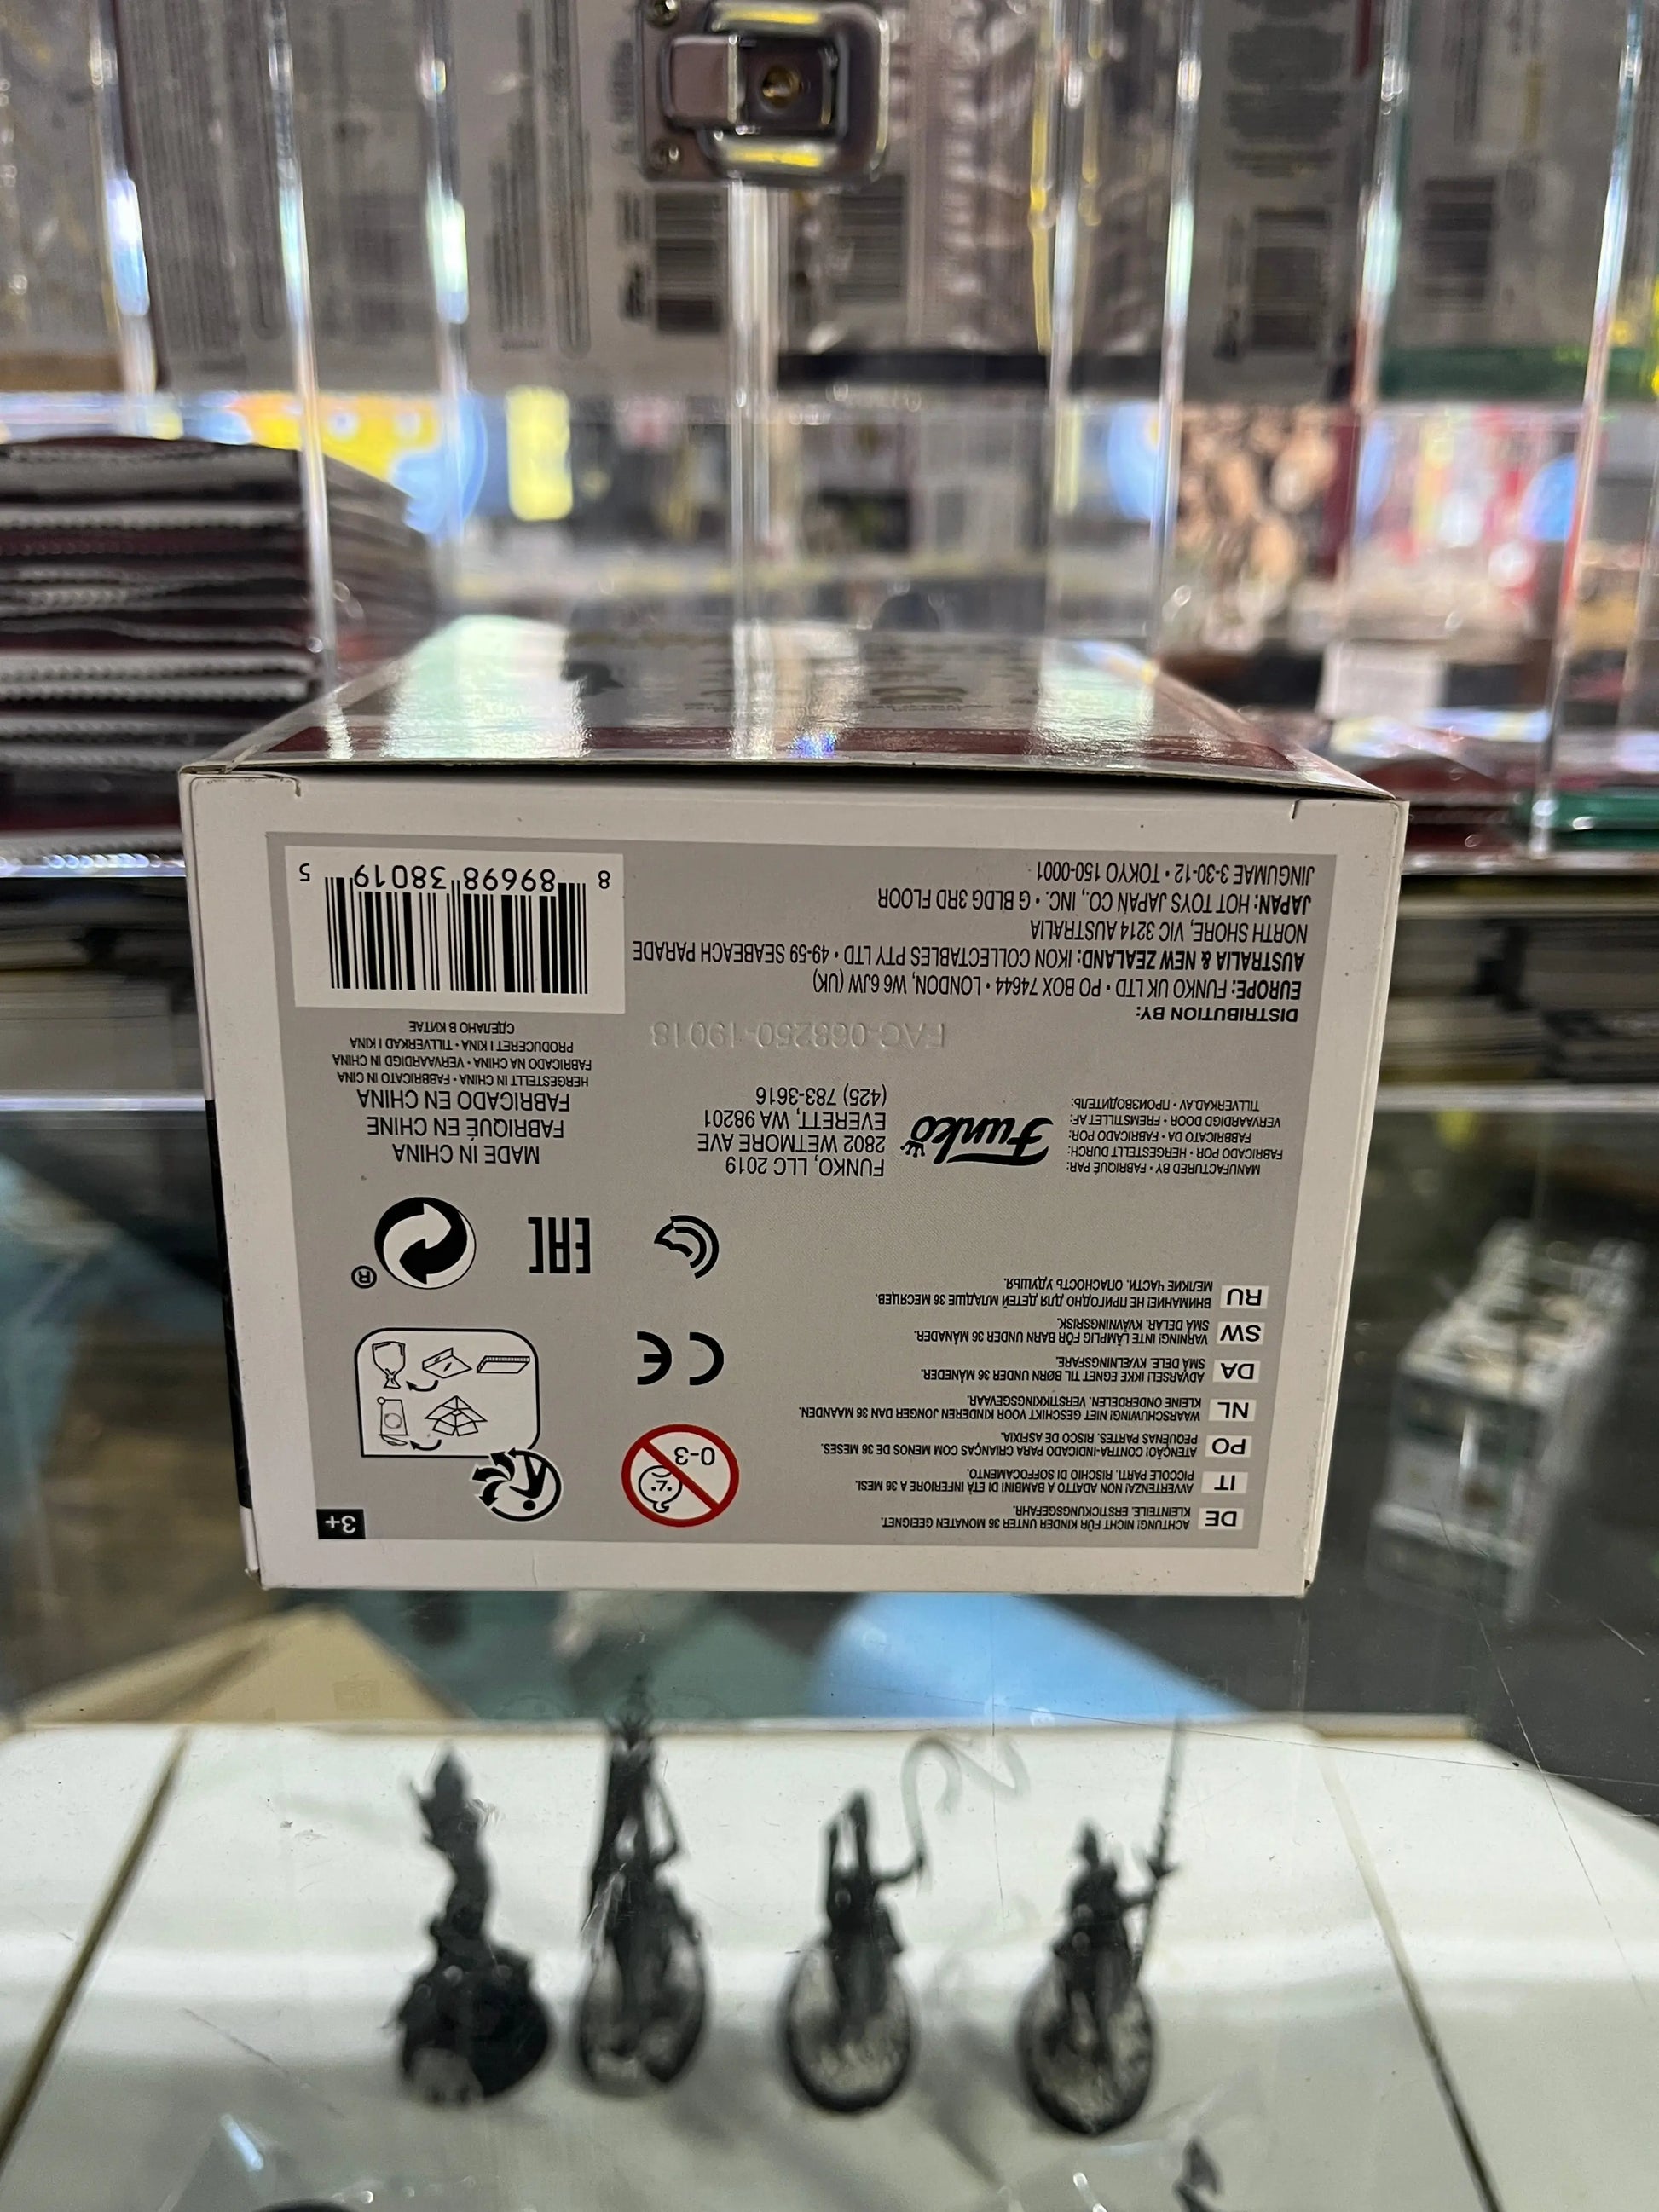 3+
DE ACHTUNG! NICHT FÜR KINDER UNTER 36 MONATEN GEEIGNET.
KLEINTEILE. ERSTICKUNGSGEFAHR.
IT AVVERTENZA! NON ADATTO A BAMBINI DI ETÀ INFERIORE A 36 MESI.
PICCOLE PARTI. RISCHIO DI SOFFOCAMENTO.
PO ATENÇÃO! CONTRA-INDICADO PARA CRIANÇAS COM MENOS DE 36 MESES.
PEQUENAS PARTES. RISCO DE ASFIXIA.
NL WAARSCHUWING! NIET GESCHIKT VOOR KINDEREN JONGER DAN 36 MAANDEN.
KLEINE ONDERDELEN. VERSTIKKINGSGEVAAR.
DA ADVARSEL! IKKE EGNET TIL BØRN UNDER 36 MÅNEDER.
SMÅ DELE. KVÆLNINGSFARE.
SW VARNING! INTE LÄMPLIG FÖR BARN UNDER 36 MÅNADER.
SMÅ DELAR. KVÄVNINGSRISK.
RU ВНИМАНИЕ! НЕ ПРИГОДНО ДЛЯ ДЕТЕЙ МЛАДШЕ 36 МЕСЯЦЕВ.
МЕЛКИЕ ЧАСТИ. ОПАСНОСТЬ УДУШЬЯ.
0-3
CE
EAC
®
MANUFACTURED BY • FABRIQUÉ PAR:
FABRICADO POR • HERGESTELLT DURCH:
FABBRICATO DA • FABRICADO POR:
VERVAARDIGD DOOR • FREMSTILLET AF:
TILLVERKAD AV • ПРОИЗВОДИТЕЛЬ:
Funko
FUNKO, LLC 2019
2802 WETMORE AVE
EVERETT, WA 98201
(425) 783-3616
MADE IN CHINA
FABRIQUÉ EN CHINE
FABRICADO EN CHINA
HERGESTELLT IN CHINA • FABBRICATO IN CINA
FABRICADO NA CHINA • VERVAARDIGD IN CHINA
PRODUCERET I KINA • TILLVERKAD I KINA
СДЕЛАНО В КИТАЕ
FAC-068250-19018
DISTRIBUTION BY:
EUROPE: FUNKO UK LTD • PO BOX 74644 • LONDON, W6 6JW (UK)
AUSTRALIA & NEW ZEALAND: IKON COLLECTABLES PTY LTD • 49-59 SEABEACH PARADE
NORTH SHORE, VIC 3214 AUSTRALIA
JAPAN: HOT TOYS JAPAN CO., INC. • G BLDG 3RD FLOOR
JINGUMAE 3-30-12 • TOKYO 150-0001
8 89698 38019 5